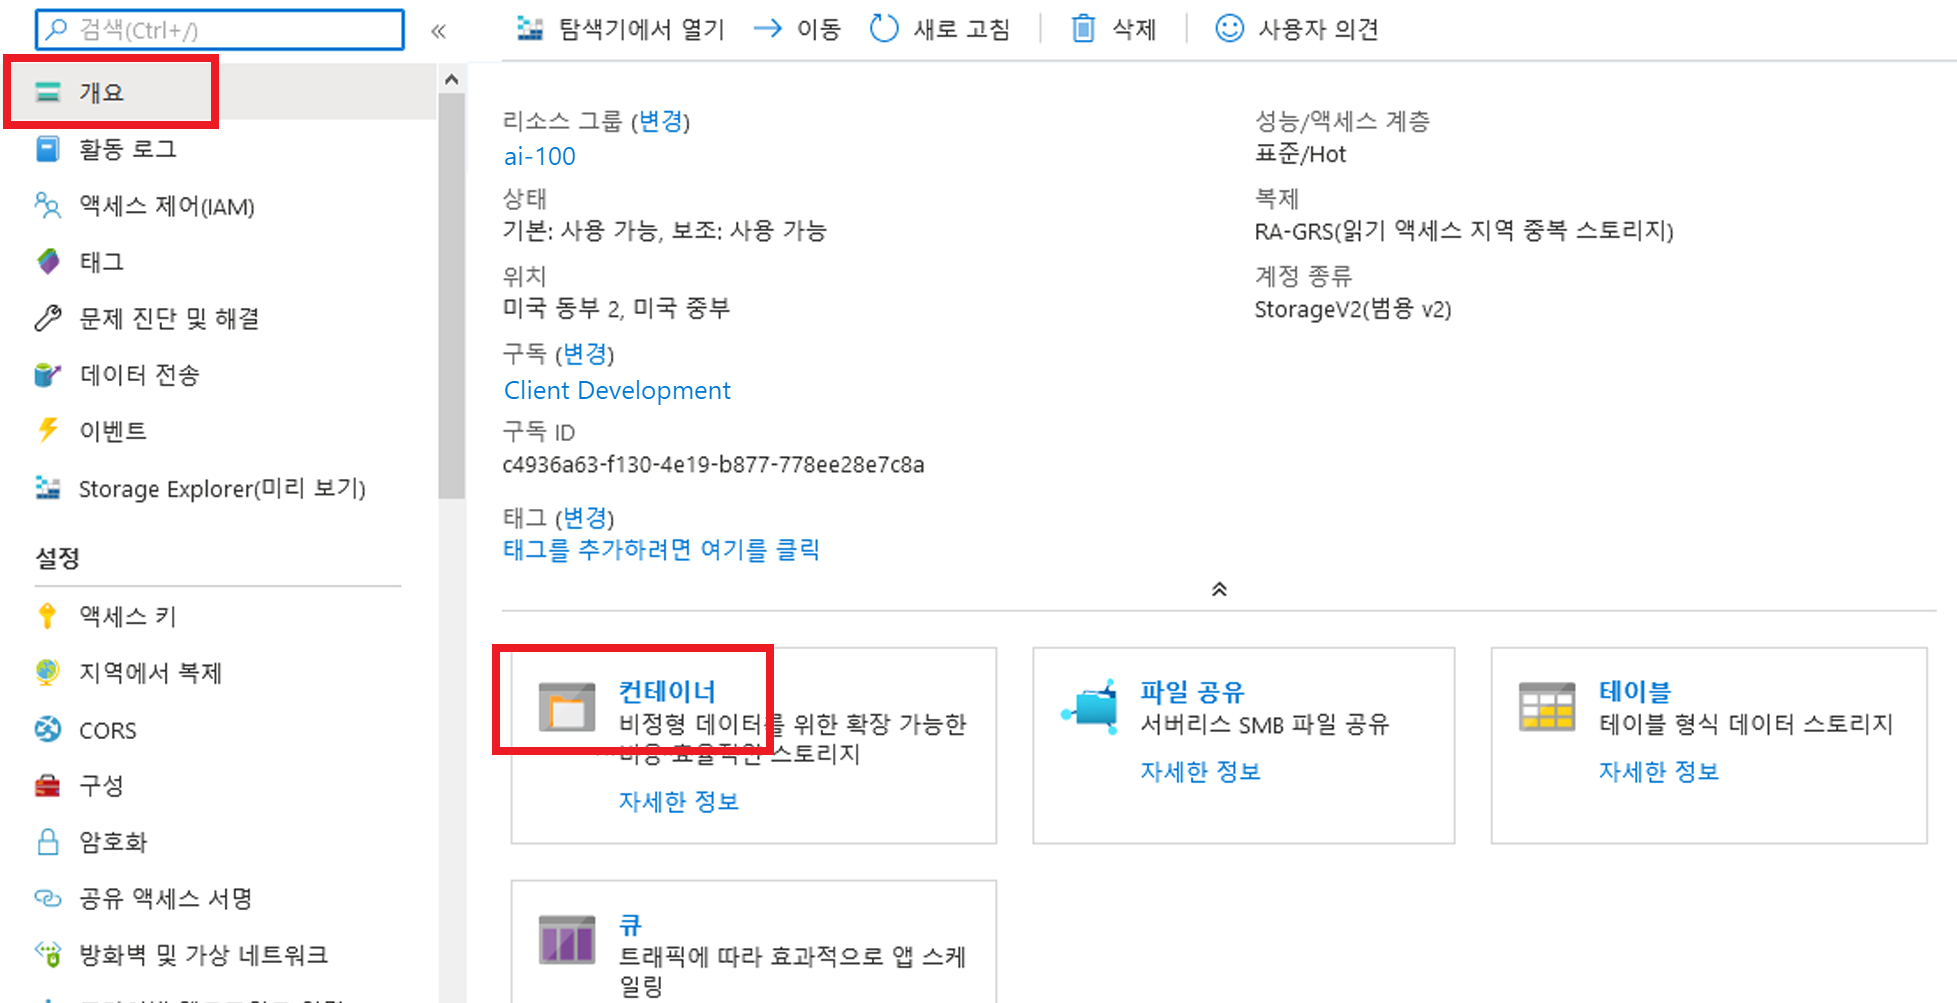 검색(Ctrl+/)
«
탐색기에서 열기
이동
새로 고침
삭제
사용자 의견
개요
활동 로그
액세스 제어(IAM)
태그
문제 진단 및 해결
데이터 전송
이벤트
Storage Explorer(미리 보기)
설정
액세스 키
지역에서 복제
CORS
구성
암호화
공유 액세스 서명
방화벽 및 가상 네트워크
리소스 그룹 (변경)
ai-100
상태
기본: 사용 가능, 보조: 사용 가능
위치
미국 동부 2, 미국 중부
구독 (변경)
Client Development
구독 ID
c4936a63-f130-4e19-b877-778ee28e7c8a
태그 (변경)
태그를 추가하려면 여기를 클릭
성능/액세스 계층
표준/Hot
복제
RA-GRS(읽기 액세스 지역 중복 스토리지)
계정 종류
StorageV2(범용 v2)
컨테이너
비정형 데이터를 위한 확장 가능한
비용 효율적인 스토리지
자세한 정보
파일 공유
서버리스 SMB 파일 공유
자세한 정보
테이블
테이블 형식 데이터 스토리지
자세한 정보
큐
트래픽에 따라 효과적으로 앱 스케
일링